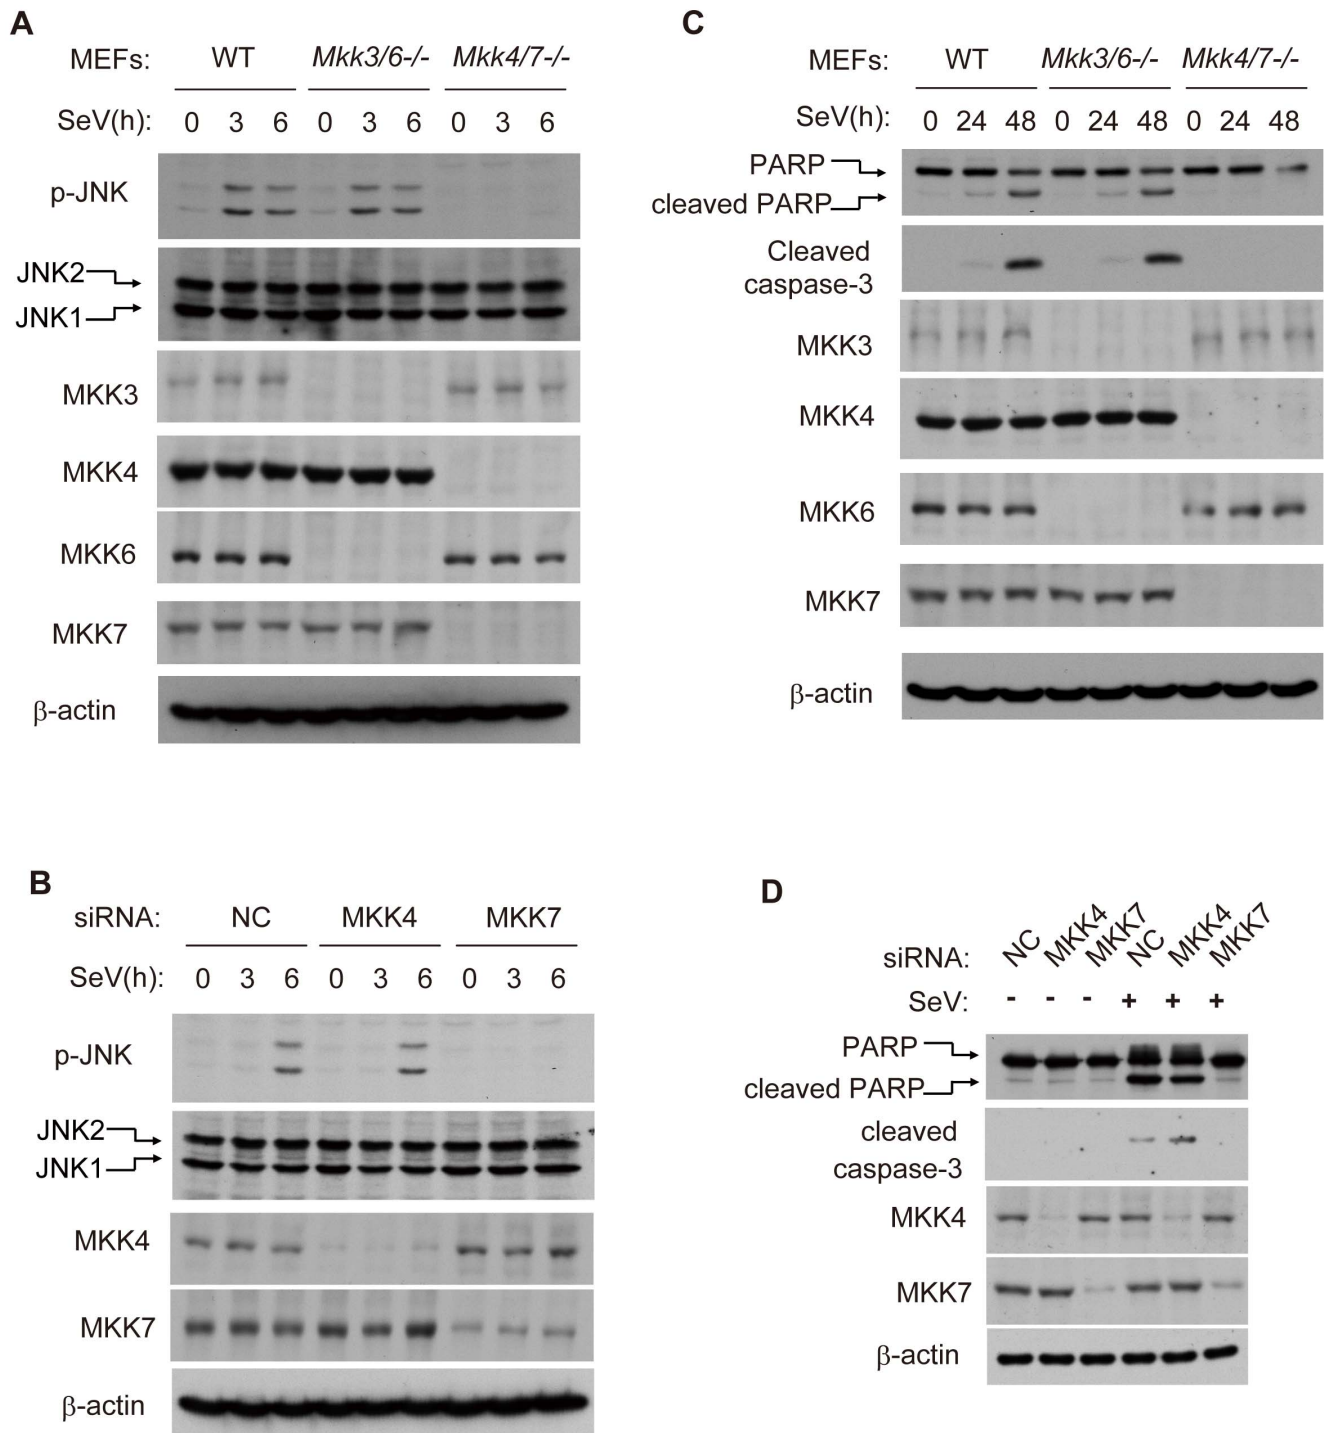 A
MEFs: WT Mkk3/6-/- Mkk4/7-/-
SeV(h): 0 3 6 0 3 6 0 3 6
p-JNK
JNK2
JNK1
MKK3
MKK4
MKK6
MKK7
β-actin
C
MEFs: WT Mkk3/6-/- Mkk4/7-/-
SeV(h): 0 24 48 0 24 48 0 24 48
PARP
cleaved PARP
Cleaved
caspase-3
MKK3
MKK4
MKK6
MKK7
β-actin
B
siRNA: NC MKK4 MKK7
SeV(h): 0 3 6 0 3 6 0 3 6
p-JNK
JNK2
JNK1
MKK4
MKK7
β-actin
D
siRNA: NC MKK4 MKK7 NC MKK4 MKK7
SeV: - - - + + +
PARP
cleaved PARP
cleaved
caspase-3
MKK4
MKK7
β-actin